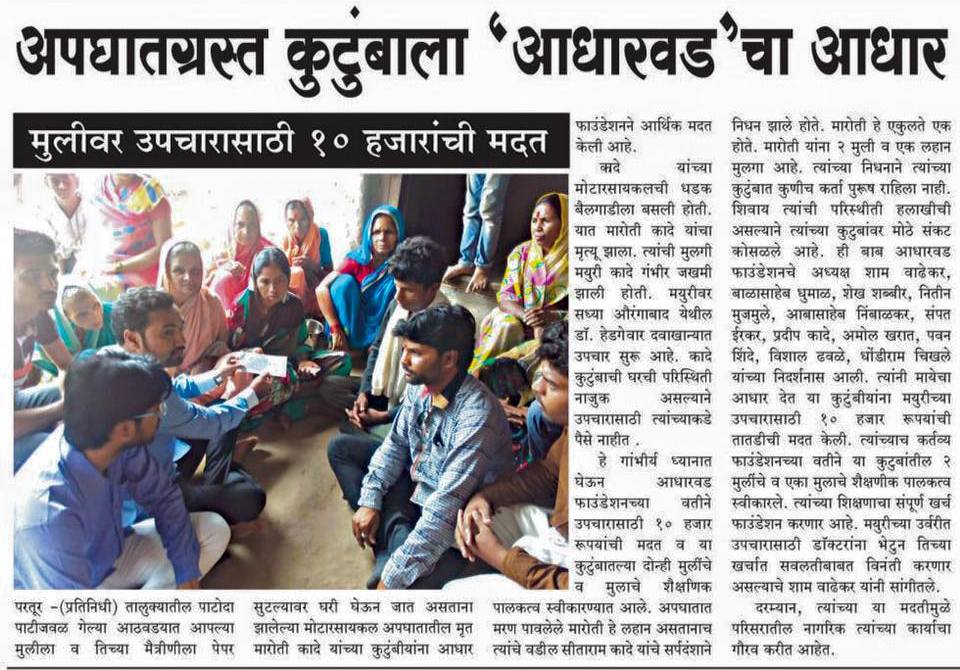 अपघातग्रस्त कुटुंबाला ‘आधारवड’चा आधार
मुलीवर उपचारासाठी १० हजारांची मदत
परतूर -(प्रतिनिधी) तालुक्यातील पाटोदा
पाटीजवळ गेल्या आठवडयात आपल्या
मुलीला व तिच्या मैत्रीणीला पेपर
सुटल्यावर घरी घेऊन जात असताना
झालेल्या मोटारसायकल अपघातातील मृत
मारोती कादे यांच्या कुटुंबीयांना आधार
फाउंडेशनने आर्थिक मदत
केली आहे.
कादे यांच्या
मोटारसायकलची धडक
बैलगाडीला बसली होती.
यात मारोती कादे यांचा
मृत्यू झाला. त्यांची मुलगी
मयुरी कादे गंभीर जखमी
झाली होती. मयुरीवर
सध्या औरंगाबाद येथील
डॉ. हेडगेवार दवाखान्यात
उपचार सुरू आहे. कादे
कुटुंबाची घरची परिस्थिती
नाजुक असल्याने
उपचारासाठी त्यांच्याकडे
पैसे नाहीत .
हे गांभीर्य ध्यानात
घेऊन आधारवड
फाउंडेशनच्या वतीने
उपचारासाठी १० हजार
रूपयांची मदत व या
कुटुंबातल्या दोन्ही मुलींचे
व मुलाचे शैक्षणिक
पालकत्व स्वीकारण्यात आले. अपघातात
मरण पावलेले मारोती हे लहान असतानाच
त्यांचे वडील सीताराम कादे यांचे सर्पदंशाने
निधन झाले होते. मारोती हे एकुलते एक
होते. मारोती यांना २ मुली व एक लहान
मुलगा आहे. त्यांच्या निधनाने त्यांच्या
कुटुंबात कुणीच कर्ता पुरूष राहिला नाही.
शिवाय त्यांची परिस्थीती हलाखीची
असल्याने त्यांच्या कुटुबांवर मोठे संकट
कोसळले आहे. ही बाब आधारवड
फाउंडेशनचे अध्यक्ष शाम वाढेकर,
बाळासाहेब धुमाळ, शेख शब्बीर, नितीन
मुजमुले, आबासाहेब निंबाळकर, संपत
ईरकर, प्रदीप कादे, अमोल खरात, पवन
शिंदे, विशाल ढवळे, धोंडीराम चिखले
यांच्या निदर्शनास आली. त्यांनी मायेचा
आधार देत या कुटुंबीयांना मयुरीच्या
उपचारासाठी १० हजार रूपयांची
तातडीची मदत केली. त्यांच्याच कर्तव्य
फाउंडेशनच्या वतीने या कुटुबांतील २
मुलींचे व एका मुलाचे शैक्षणीक पालकत्व
स्वीकारले. त्यांच्या शिक्षणाचा संपूर्ण खर्च
फाउंडेशन करणार आहे. मयुरीच्या उर्वरीत
उपचारासाठी डॉक्टरांना भेटुन तिच्या
खर्चात सवलतीबाबत विनंती करणार
असल्याचे शाम वाढेकर यांनी सांगीतले.
दरम्यान, त्यांच्या या मदतीमुळे
परिसरातील नागरिक त्यांच्या कार्याचा
गौरव करीत आहेत.